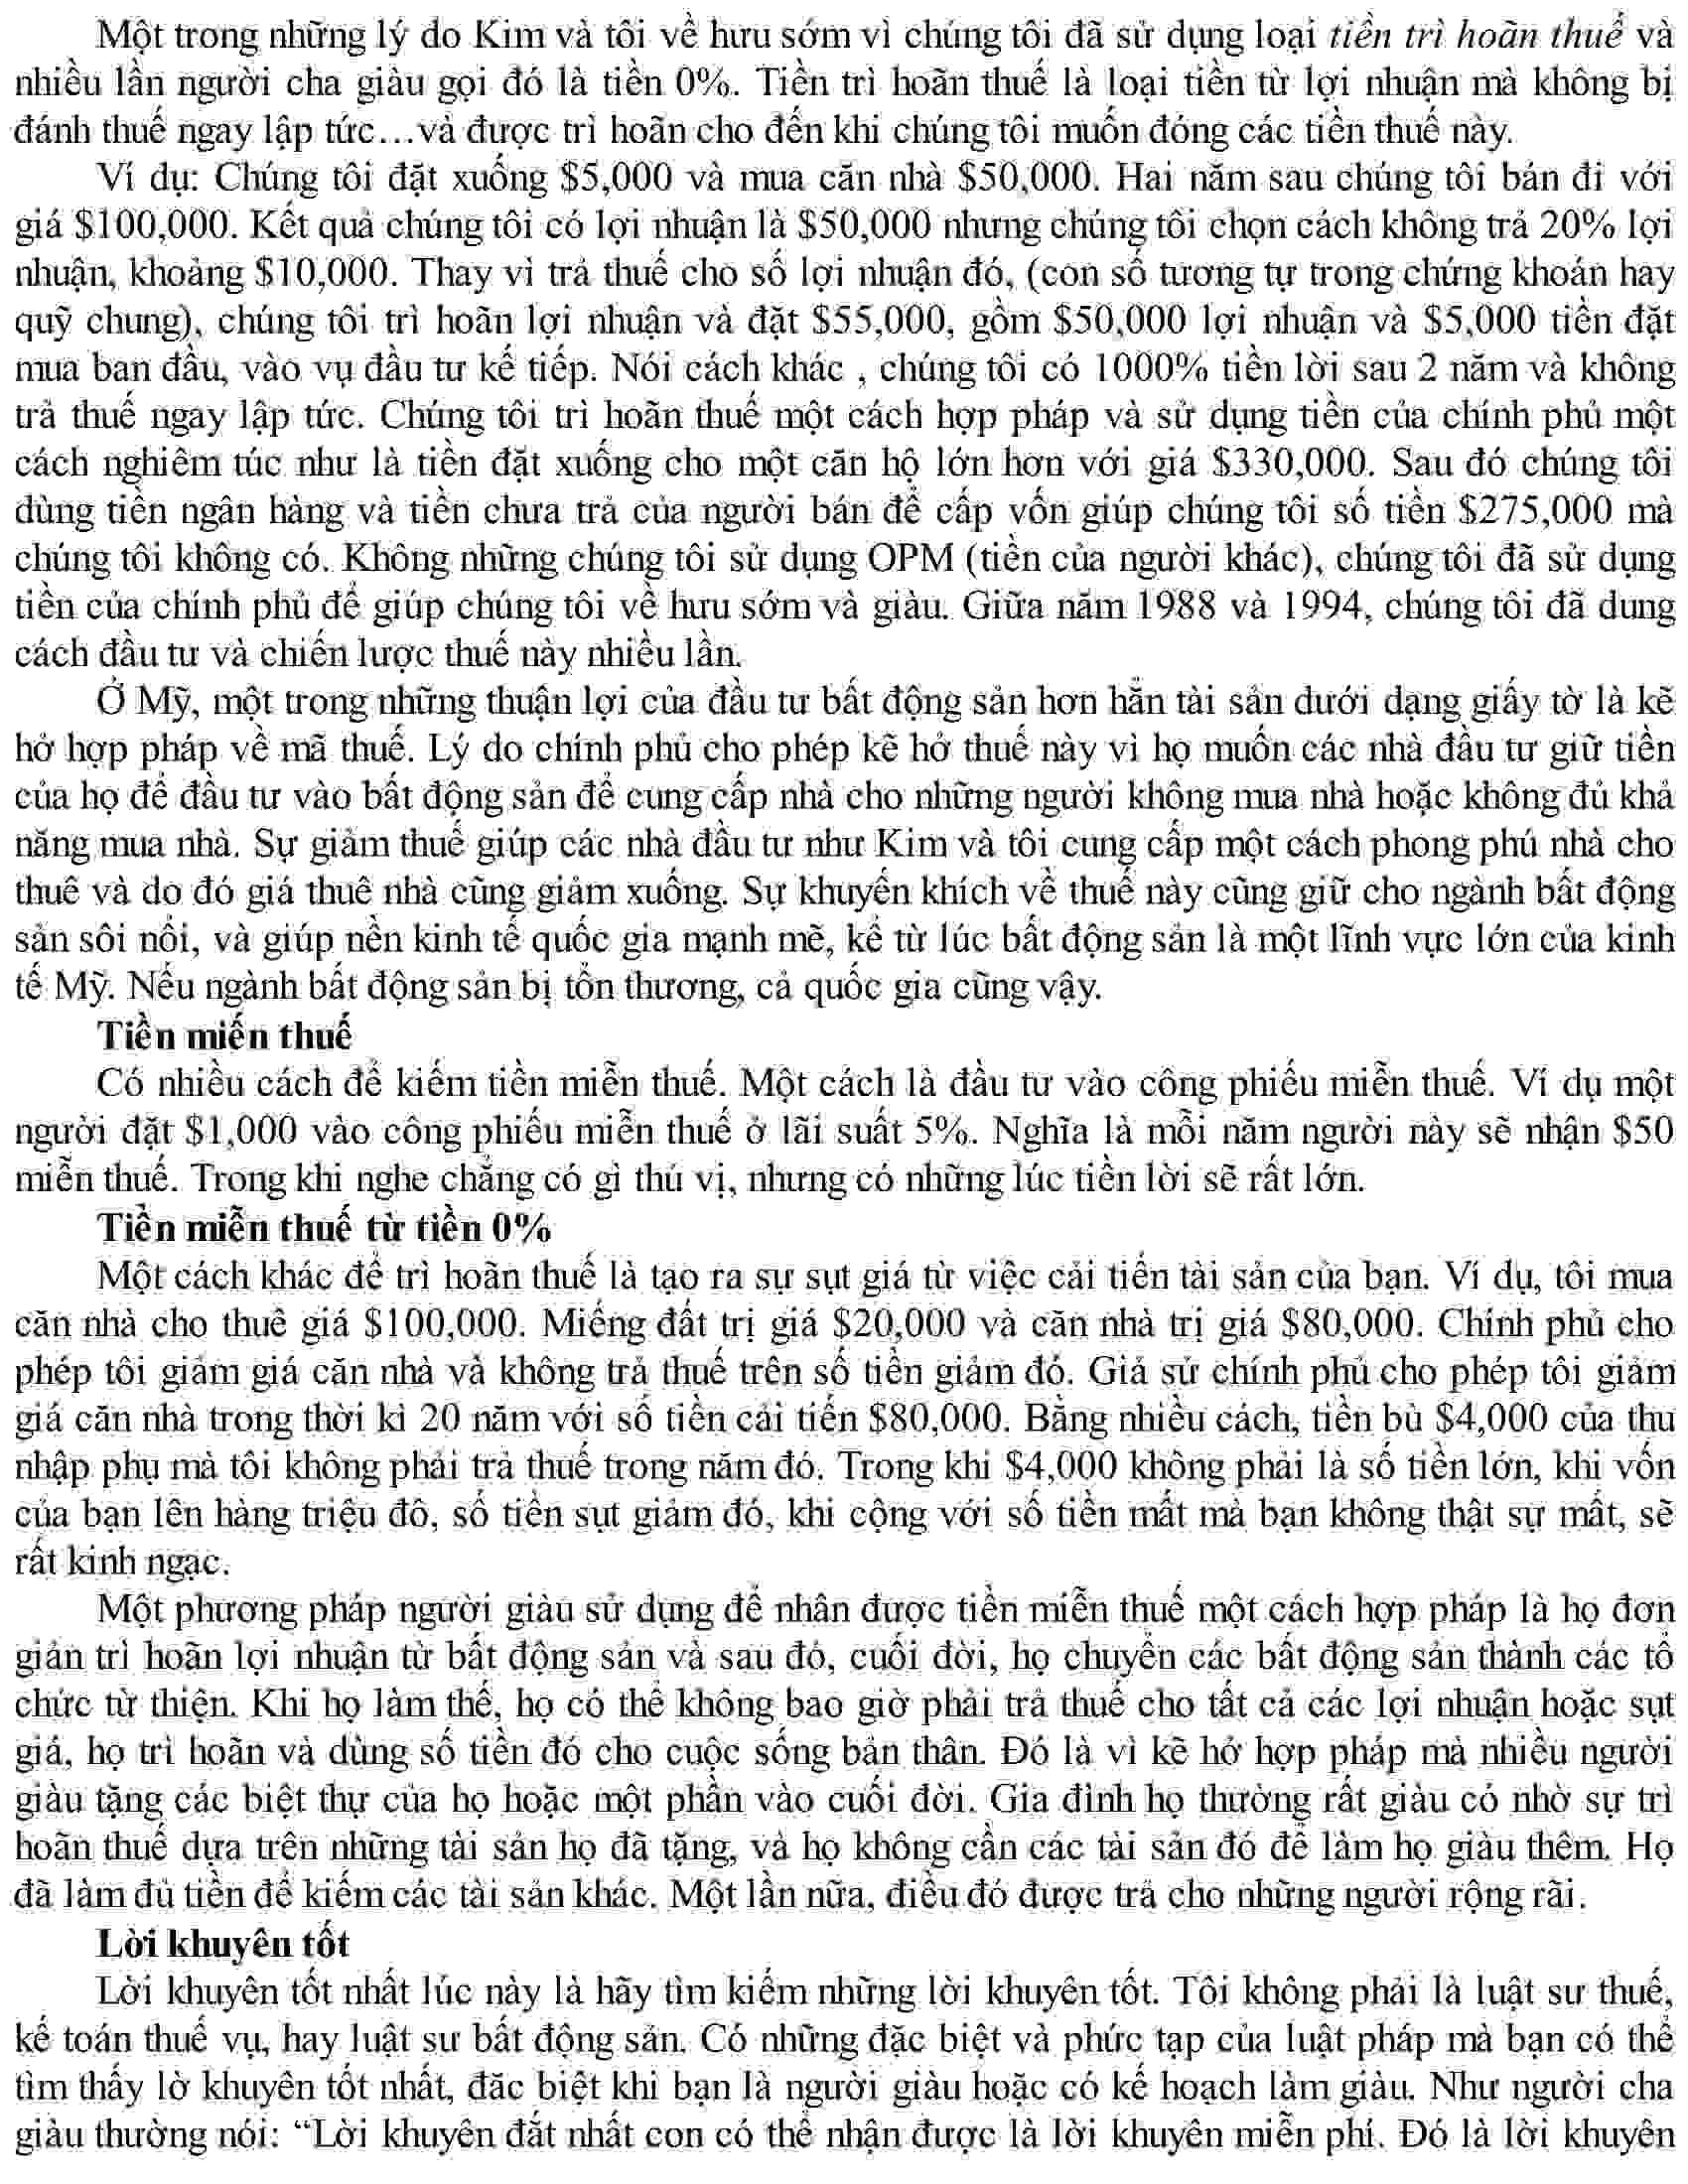 Một trong những lý do Kim và tôi về hưu sớm vì chúng tôi đã sử dụng loại tiền trì hoãn thuế và
nhiều lần người cha giàu gọi đó là tiền 0%. Tiền trì hoãn thuế là loại tiền từ lợi nhuận mà không bị
đánh thuế ngay lập tức…và được trì hoãn cho đến khi chúng tôi muốn đóng các tiền thuế này.
Ví dụ: Chúng tôi đặt xuống $5,000 và mua căn nhà $50,000. Hai năm sau chúng tôi bán đi với
giá $100,000. Kết quả chúng tôi có lợi nhuận là $50,000 nhưng chúng tôi chọn cách không trả 20% lợi
nhuận, khoảng $10,000. Thay vì trả thuế cho số lợi nhuận đó, (con số tương tự trong chứng khoán hay
quỹ chung), chúng tôi trì hoãn lợi nhuận và đặt $55,000, gồm $50,000 lợi nhuận và $5,000 tiền đặt
mua ban đầu, vào vụ đầu tư kế tiếp. Nói cách khác , chúng tôi có 1000% tiền lời sau 2 năm và không
trả thuế ngay lập tức. Chúng tôi trì hoãn thuế một cách hợp pháp và sử dụng tiền của chính phủ một
cách nghiêm túc như là tiền đặt xuống cho một căn hộ lớn hơn với giá $330,000. Sau đó chúng tôi
dùng tiền ngân hàng và tiền chưa trả của người bán để cấp vốn giúp chúng tôi số tiền $275,000 mà
chúng tôi không có. Không những chúng tôi sử dụng OPM (tiền của người khác), chúng tôi đã sử dụng
tiền của chính phủ để giúp chúng tôi về hưu sớm và giàu. Giữa năm 1988 và 1994, chúng tôi đã dung
cách đầu tư và chiến lược thuế này nhiều lần.
Ở Mỹ, một trong những thuận lợi của đầu tư bất động sản hơn hẳn tài sản dưới dạng giấy tờ là kẽ
hở hợp pháp về mã thuế. Lý do chính phủ cho phép kẽ hở thuế này vì họ muốn các nhà đầu tư giữ tiền
của họ để đầu tư vào bất động sản để cung cấp nhà cho những người không mua nhà hoặc không đủ khả
năng mua nhà. Sự giảm thuế giúp các nhà đầu tư như Kim và tôi cung cấp một cách phong phú nhà cho
thuê và do đó giá thuê nhà cũng giảm xuống. Sự khuyến khích về thuế này cũng giữ cho ngành bất động
sản sôi nổi, và giúp nền kinh tế quốc gia mạnh mẽ, kể từ lúc bất động sản là một lĩnh vực lớn của kinh
tế Mỹ. Nếu ngành bất động sản bị tổn thương, cả quốc gia cũng vậy.
Tiền miến thuế
Có nhiều cách để kiếm tiền miễn thuế. Một cách là đầu tư vào công phiếu miễn thuế. Ví dụ một
người đặt $1,000 vào công phiếu miễn thuế ở lãi suất 5%. Nghĩa là mỗi năm người này sẽ nhận $50
miễn thuế. Trong khi nghe chẳng có gì thú vị, nhưng có những lúc tiền lời sẽ rất lớn.
Tiền miễn thuế từ tiền 0%
Một cách khác để trì hoãn thuế là tạo ra sự sụt giá từ việc cải tiến tài sản của bạn. Ví dụ, tôi mua
căn nhà cho thuê giá $100,000. Miếng đất trị giá $20,000 và căn nhà trị giá $80,000. Chính phủ cho
phép tôi giảm giá căn nhà và không trả thuế trên số tiền giảm đó. Giả sử chính phủ cho phép tôi giảm
giá căn nhà trong thời kì 20 năm với số tiền cải tiến $80,000. Bằng nhiều cách, tiền bù $4,000 của thu
nhập phụ mà tôi không phải trả thuế trong năm đó. Trong khi $4,000 không phải là số tiền lớn, khi vốn
của bạn lên hàng triệu đô, số tiền sụt giảm đó, khi cộng với số tiền mất mà bạn không thật sự mất, sẽ
rất kinh ngạc.
Một phương pháp người giàu sử dụng để nhân được tiền miễn thuế một cách hợp pháp là họ đơn
giản trì hoãn lợi nhuận từ bất động sản và sau đó, cuối đời, họ chuyển các bất động sản thành các tổ
chức từ thiện. Khi họ làm thế, họ có thể không bao giờ phải trả thuế cho tất cả các lợi nhuận hoặc sụt
giá, họ trì hoãn và dùng số tiền đó cho cuộc sống bản thân. Đó là vì kẽ hở hợp pháp mà nhiều người
giàu tặng các biệt thự của họ hoặc một phần vào cuối đời. Gia đình họ thường rất giàu có nhờ sự trì
hoãn thuế dựa trên những tài sản họ đã tặng, và họ không cần các tài sản đó để làm họ giàu thêm. Họ
đã làm đủ tiền để kiếm các tài sản khác. Một lần nữa, điều đó được trả cho những người rộng rãi.
Lời khuyên tốt
Lời khuyên tốt nhất lúc này là hãy tìm kiếm những lời khuyên tốt. Tôi không phải là luật sư thuế,
kế toán thuế vụ, hay luật sư bất động sản. Có những đặc biệt và phức tạp của luật pháp mà bạn có thể
tìm thấy lờ khuyên tốt nhất, đăc biệt khi bạn là người giàu hoặc có kế hoạch làm giàu. Như người cha
giàu thường nói: “Lời khuyên đắt nhất con có thể nhận được là lời khuyên miễn phí. Đó là lời khuyên